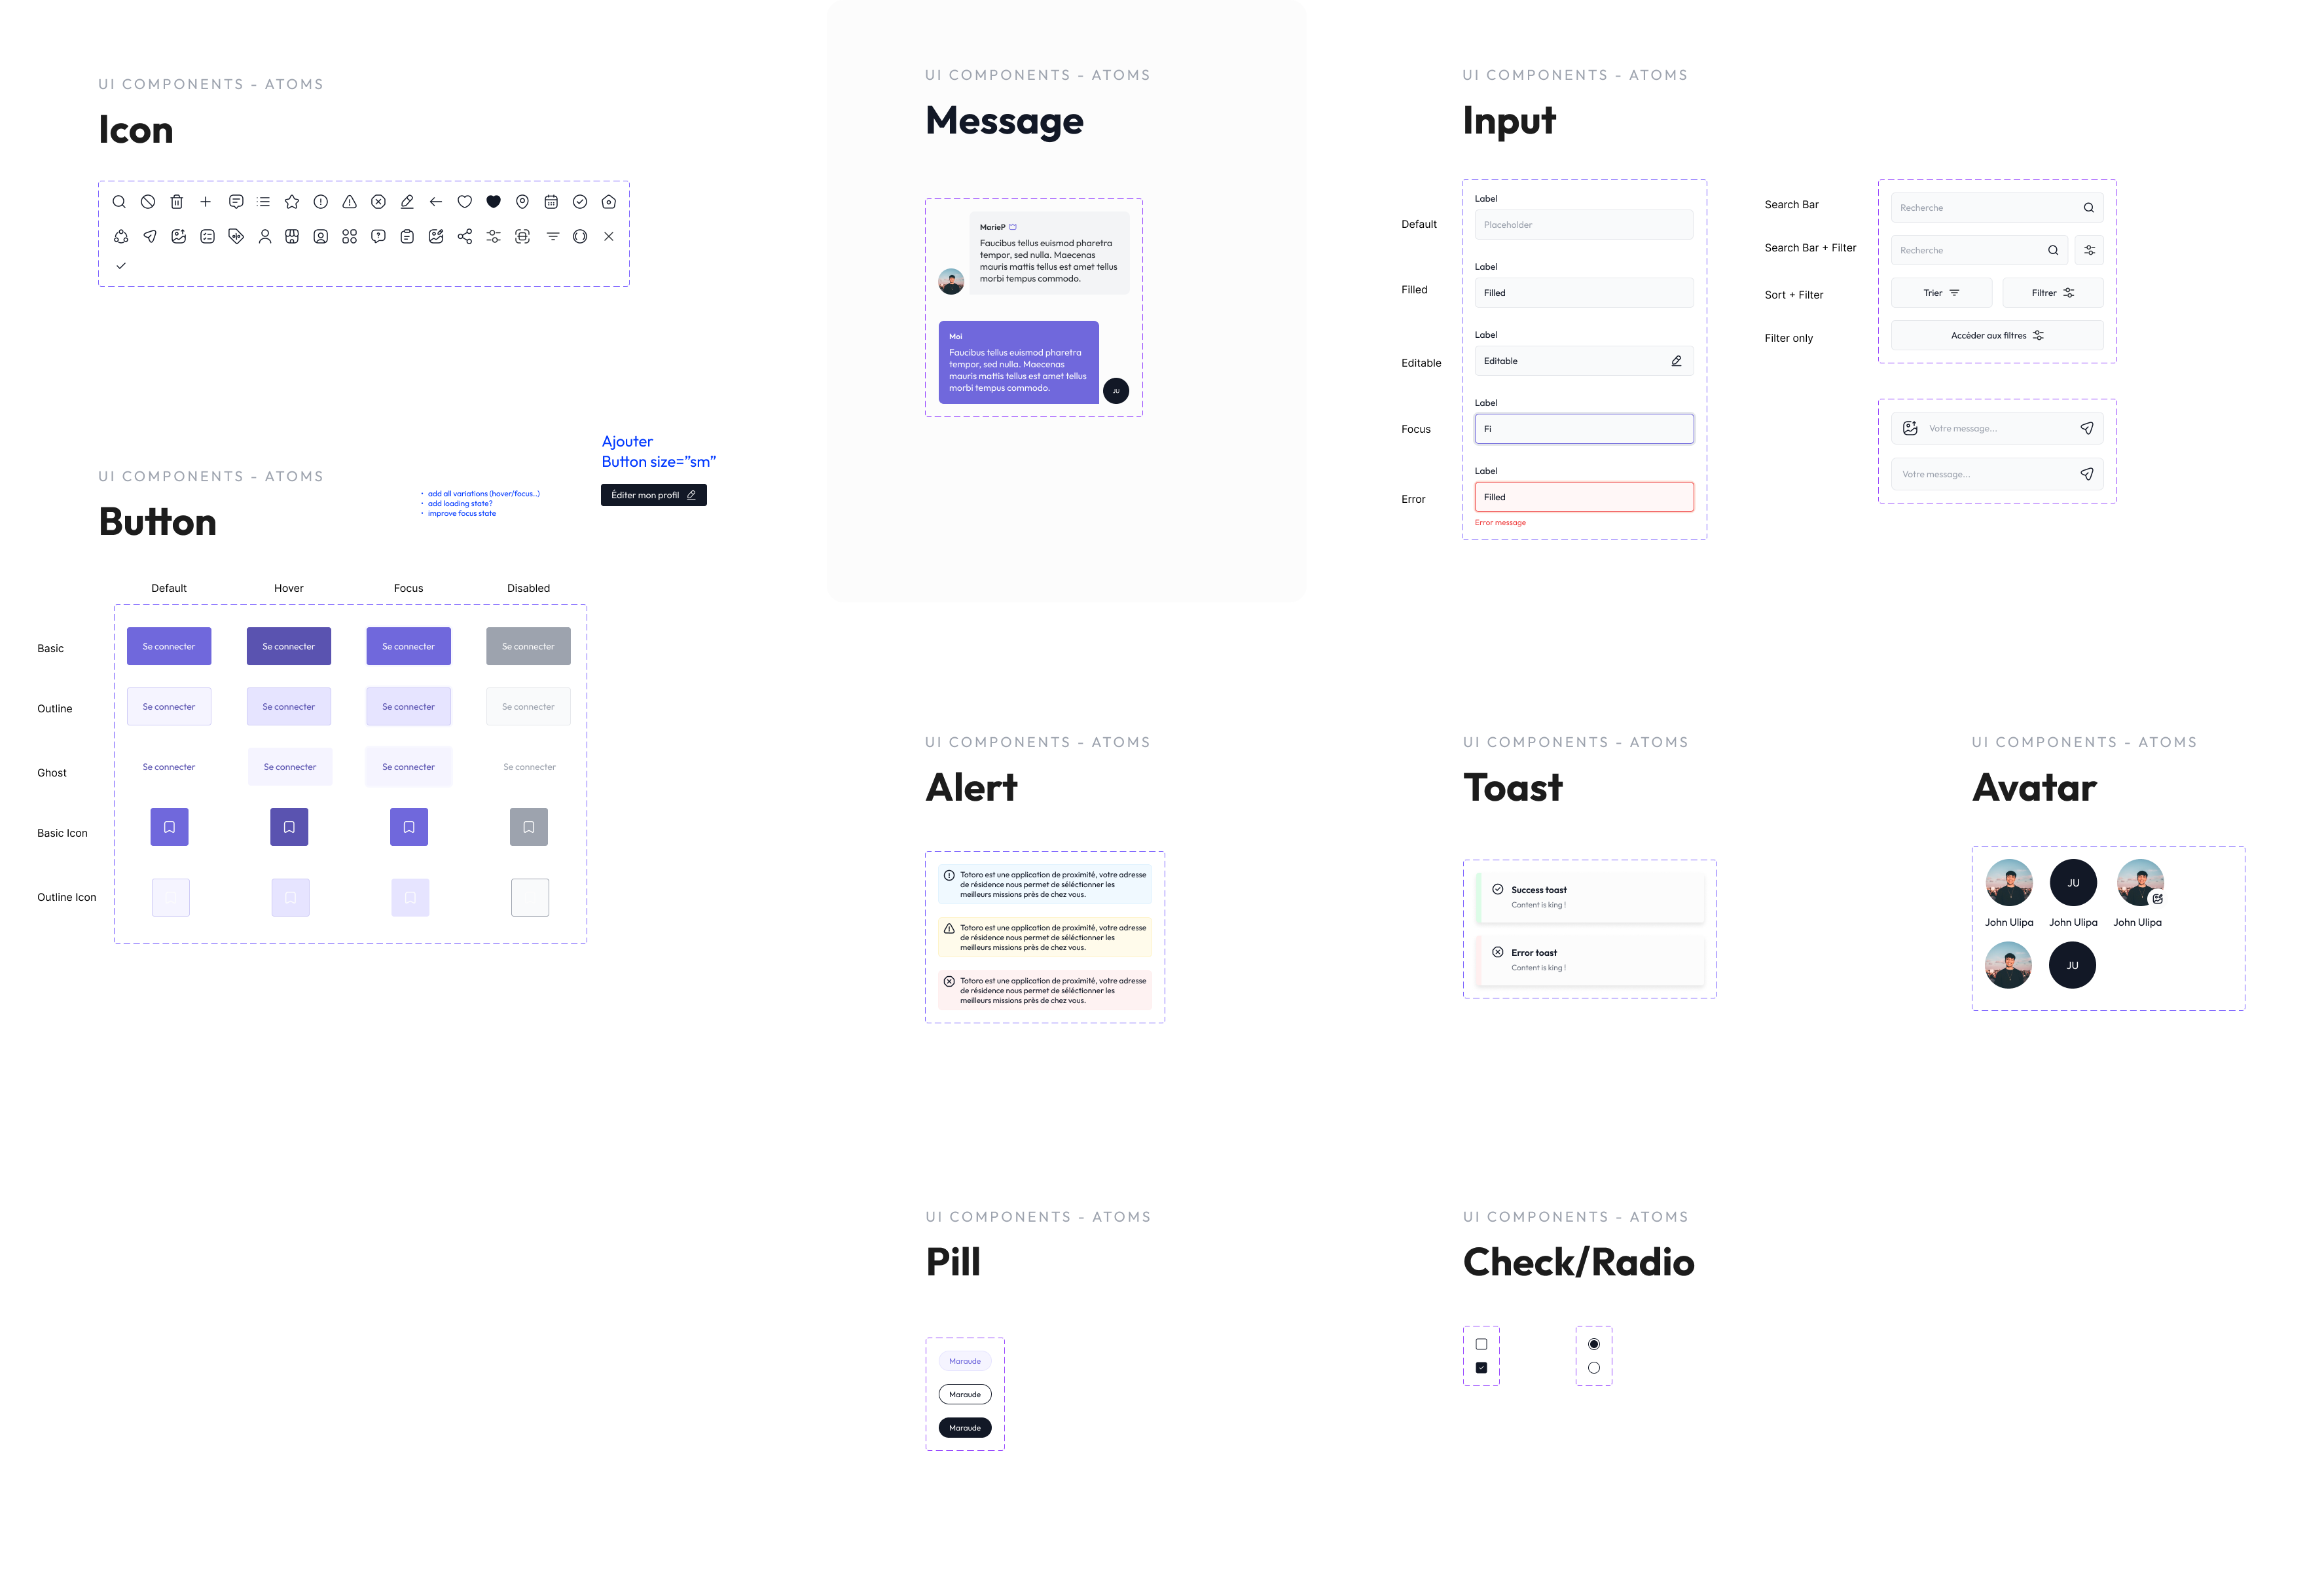 UI COMPONENTS - ATOMS
Icon
UI COMPONENTS - ATOMS
Message
MarieP
Faucibus tellus euismod pharetra
tempor, sed nulla. Maecenas
mauris mattis tellus est amet tellus
morbi tempus commodo.
Moi
Faucibus tellus euismod pharetra
tempor, sed nulla. Maecenas
mauris mattis tellus est amet tellus
morbi tempus commodo.
JU
UI COMPONENTS - ATOMS
Input
Default
Label
Placeholder
Filled
Label
Filled
Editable
Label
Editable
Focus
Label
Fi
Error
Label
Filled
Error message
Search Bar
Recherche
Search Bar + Filter
Recherche
Sort + Filter
Trier
Filtrer
Filter only
Accéder aux filtres
Votre message...
Votre message...
UI COMPONENTS - ATOMS
Button
• add all variations (hover/focus..)
• add loading state?
• improve focus state
Ajouter
Button size=”sm”
Éditer mon profil
Default Hover Focus Disabled
Basic Se connecter Se connecter Se connecter Se connecter
Outline Se connecter Se connecter Se connecter Se connecter
Ghost Se connecter Se connecter Se connecter Se connecter
Basic Icon
Outline Icon
UI COMPONENTS - ATOMS
Alert
Totoro est une application de proximité, votre adresse
de résidence nous permet de séléctionner les
meilleurs missions près de chez vous.
Totoro est une application de proximité, votre adresse
de résidence nous permet de séléctionner les
meilleurs missions près de chez vous.
Totoro est une application de proximité, votre adresse
de résidence nous permet de séléctionner les
meilleurs missions près de chez vous.
UI COMPONENTS - ATOMS
Toast
Success toast
Content is king !
Error toast
Content is king !
UI COMPONENTS - ATOMS
Avatar
JU
John Ulipa John Ulipa John Ulipa
JU
UI COMPONENTS - ATOMS
Pill
Maraude
Maraude
Maraude
UI COMPONENTS - ATOMS
Check/Radio